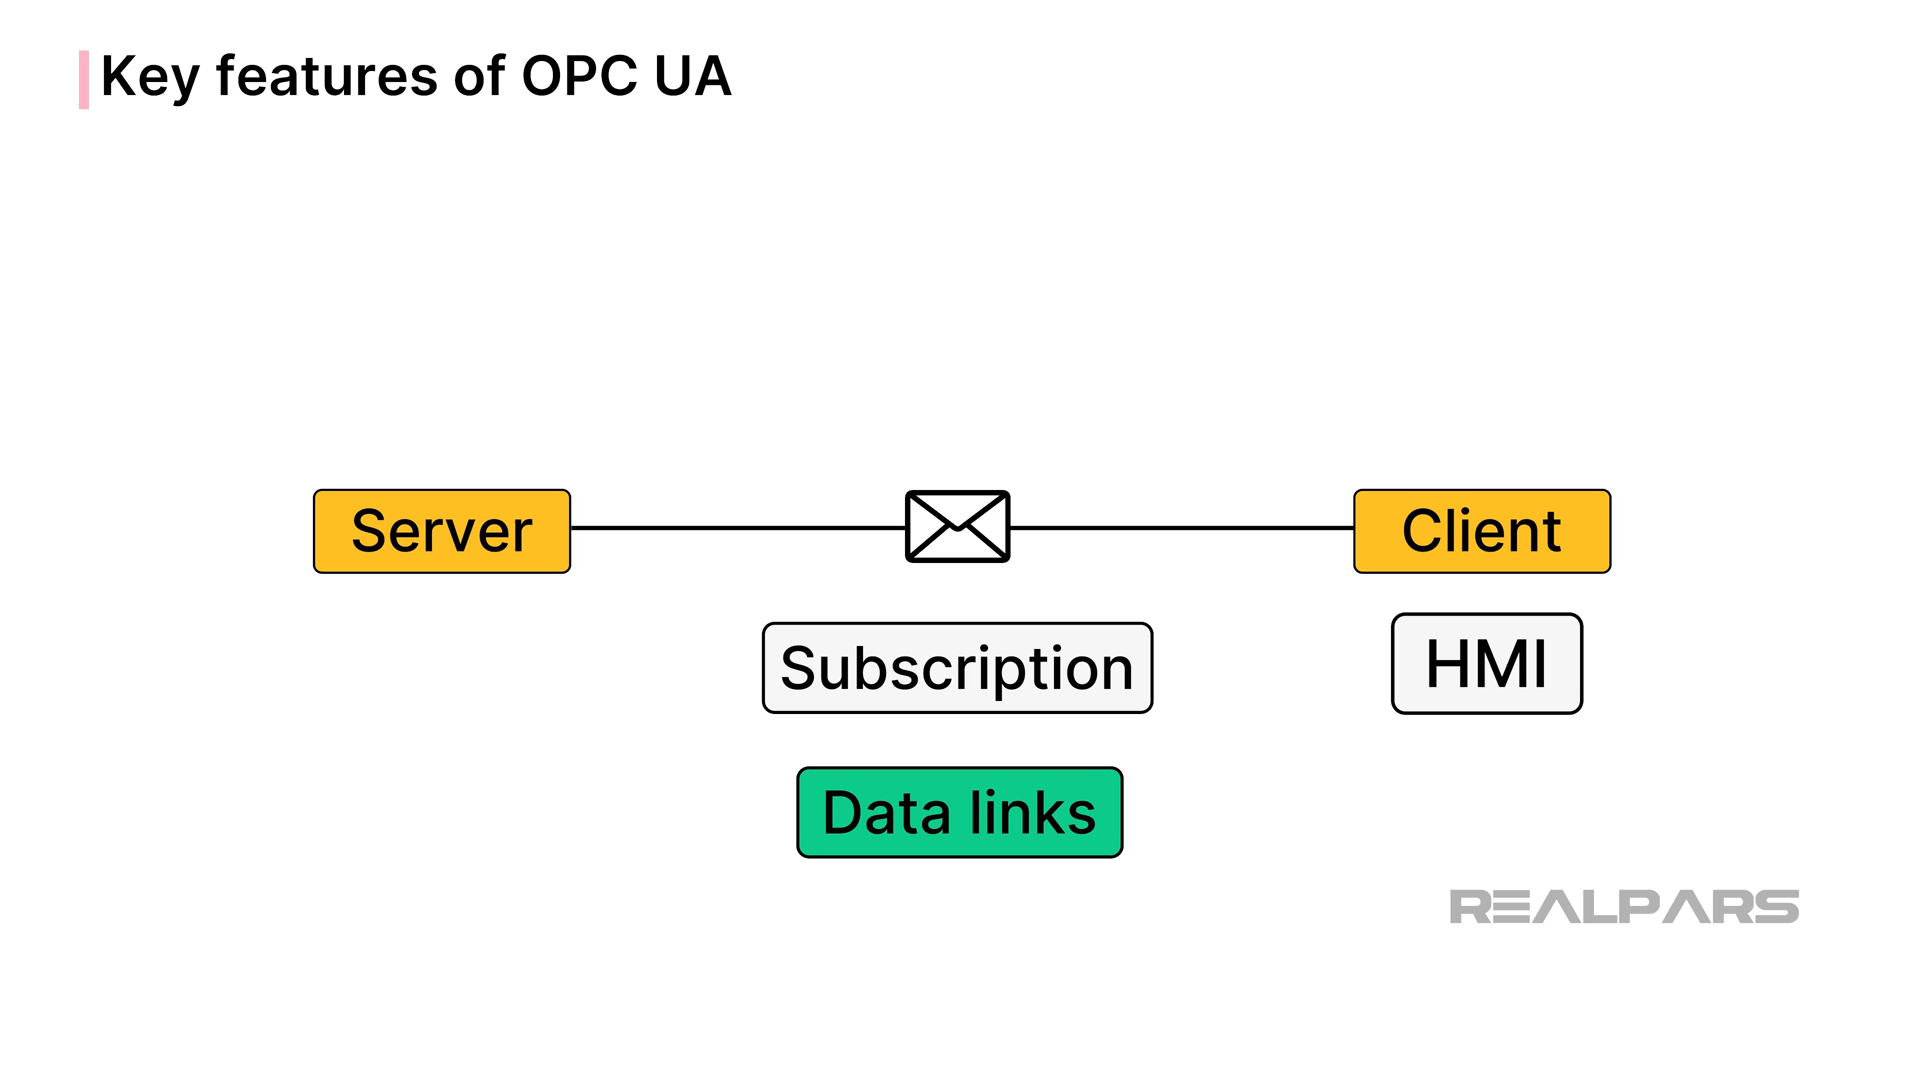 Key features of OPC UA
Server
Client
Subscription
HMI
Data links
REALPARS